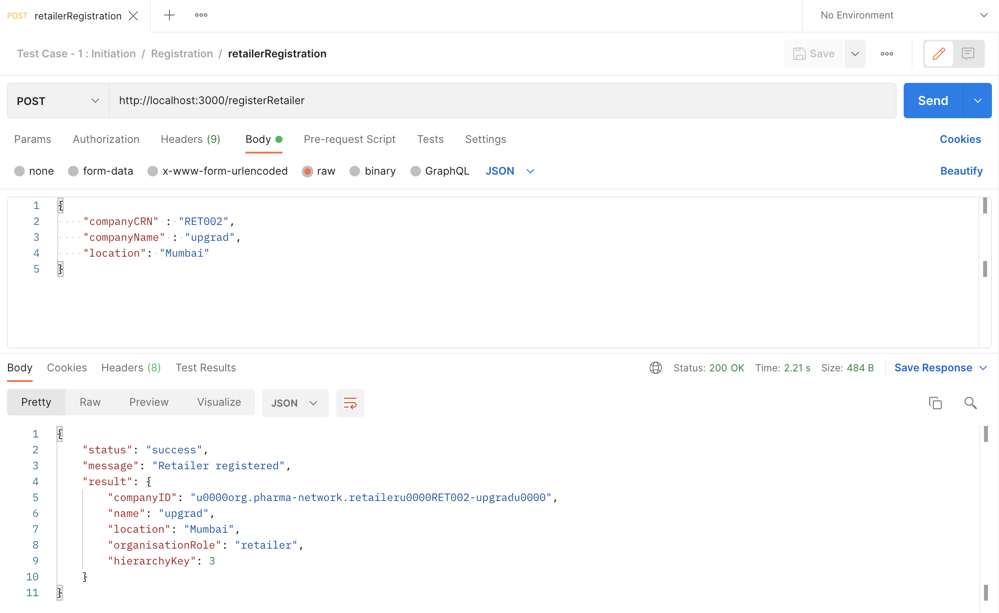 POST retailerRegistration
No Environment
Test Case - 1 : Initiation / Registration / retailerRegistration
Save
POST http://localhost:3000/registerRetailer Send
Params Authorization Headers (9) Body Pre-request Script Tests Settings Cookies
none form-data x-www-form-urlencoded raw binary GraphQL JSON Beautify
1 {
2 "companyCRN" : "RET002",
3 "companyName" : "upgrad",
4 "location": "Mumbai"
5 }
Body Cookies Headers (8) Test Results Status: 200 OK Time: 2.21 s Size: 484 B Save Response
Pretty Raw Preview Visualize JSON
1 {
2 "status": "success",
3 "message": "Retailer registered",
4 "result": {
5 "companyID": "u0000org.pharma-network.retaileru0000RET002-upgradu0000",
6 "name": "upgrad",
7 "location": "Mumbai",
8 "organisationRole": "retailer",
9 "hierarchyKey": 3
10 }
11 }